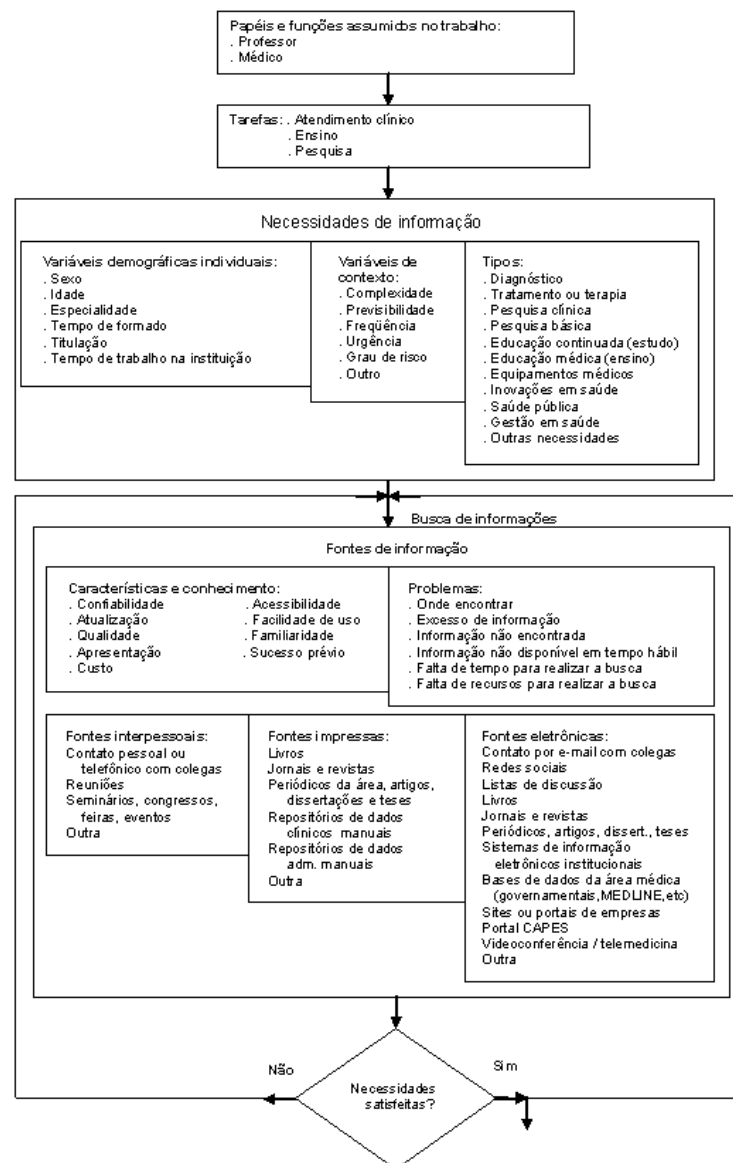 Papéis e funções assumidos no trabalho:
. Professor
. Médico
Tarefas: . Atendimento clínico
. Ensino
. Pesquisa
Necessidades de informação
Variáveis demográficas individuais:
. Sexo
. Idade
. Especialidade
. Tempo de formado
. Titulação
. Tempo de trabalho na instituição
Variáveis de
contexto:
. Complexidade
. Previsibilidade
. Freqüência
. Urgência
. Grau de risco
. Outro
Tipos:
. Diagnóstico
. Tratamento ou terapia
. Pesquisa clínica
. Pesquisa básica
. Educação continuada (estudo)
. Educação médica (ensino)
. Equipamentos médicos
. Inovações em saúde
. Saúde pública
. Gestão em saúde
. Outras necessidades
Busca de informações
Fontes de informação
Características e conhecimento:
. Confiabilidade
. Atualização
. Qualidade
. Apresentação
. Custo
. Acessibilidade
. Facilidade de uso
. Familiaridade
. Sucesso prévio
Problemas:
. Onde encontrar
. Excesso de informação
. Informação não encontrada
. Informação não disponível em tempo hábil
. Falta de tempo para realizar a busca
. Falta de recursos para realizar a busca
Fontes interpessoais:
Contato pessoal ou
telefônico com colegas
Reuniões
Seminários, congressos,
feiras, eventos
Outra
Fontes impressas:
Livros
Jornais e revistas
Periódicos da área, artigos,
dissertações e teses
Repositórios de dados
clínicos manuais
Repositórios de dados
adm. manuais
Outra
Fontes eletrônicas:
Contato por e-mail com colegas
Redes sociais
Listas de discussão
Livros
Jornais e revistas
Periódicos, artigos, dissert., teses
Sistemas de informação
eletrônicos institucionais
Bases de dados da área médica
(governamentais,MEDLINE,etc)
Sites ou portais de empresas
Portal CAPES
Videoconferência / telemedicina
Outra
Não
Sim
Necessidades
satisfeitas?